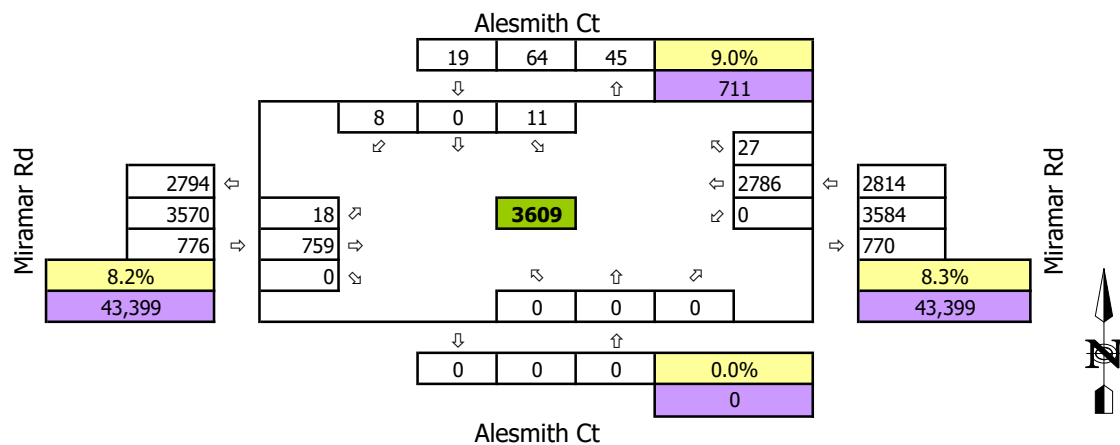 Alesmith Ct
19 64 45 9.0%
⇩ ⇧ 711
8 0 11
⬃ ⇩ ⬂ ⬁ 27
2794 ⇦ ⇦ 2786 ⇦ 2814
3570 18 ⬀ 3609 ⬃ 0 3584
776 ⇨ 759 ⇨ ⇨ 770
8.2% 0 ⬂ ⬁ ⇧ ⬀ 8.3%
43,399 0 0 0 43,399
Miramar Rd
Miramar Rd
⇩ ⇧
0 0 0 0.0%
0
Alesmith Ct
N